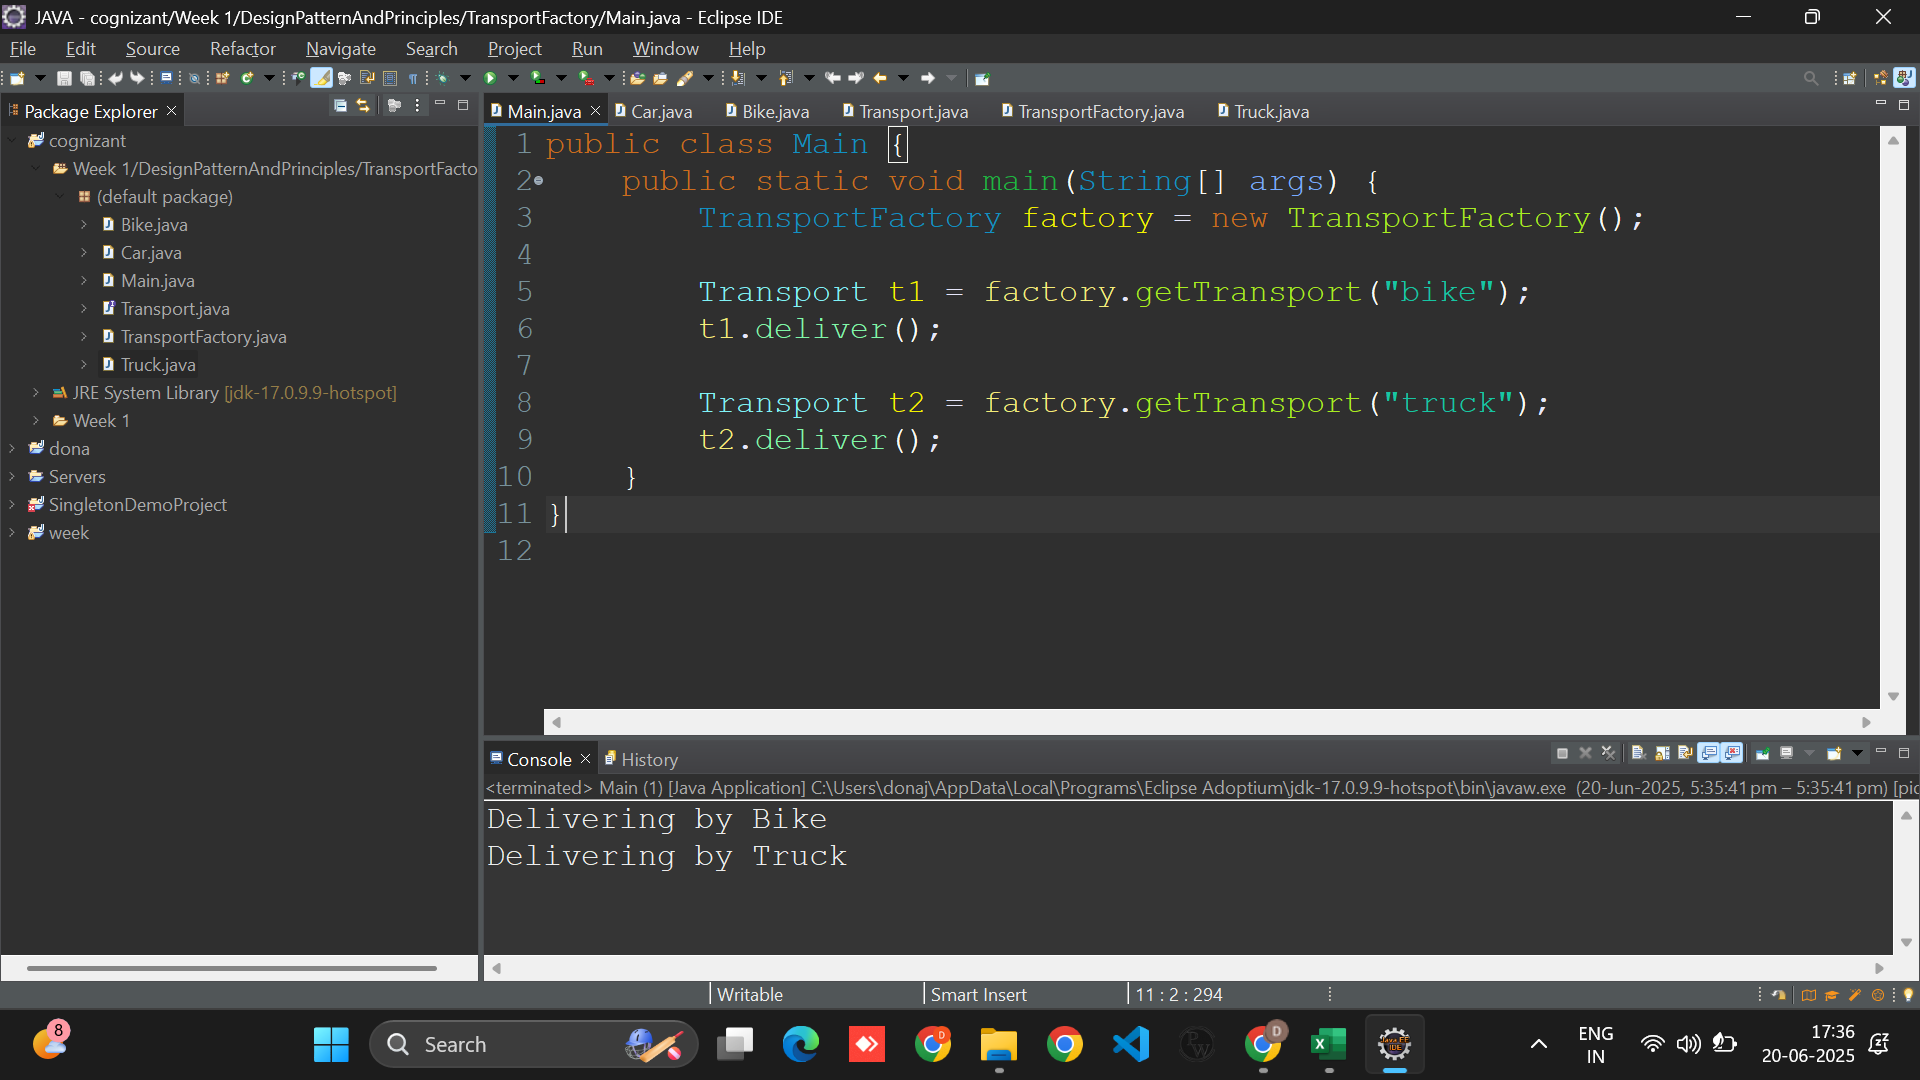 JAVA - cognizant/Week 1/DesignPatternAndPrinciples/TransportFactory/Main.java - Eclipse IDE
File Edit Source Refactor Navigate Search Project Run Window Help
Package Explorer
cognizant
Week 1/DesignPatternAndPrinciples/TransportFacto
(default package)
Bike.java
Car.java
Main.java
Transport.java
TransportFactory.java
Truck.java
JRE System Library [jdk-17.0.9.9-hotspot]
Week 1
dona
Servers
SingletonDemoProject
week
Main.java Car.java Bike.java Transport.java TransportFactory.java Truck.java
1 public class Main {
2 public static void main(String[] args) {
3 TransportFactory factory = new TransportFactory();
4
5 Transport t1 = factory.getTransport("bike");
6 t1.deliver();
7
8 Transport t2 = factory.getTransport("truck");
9 t2.deliver();
10 }
11 }
12
Console History
<terminated> Main (1) [Java Application] C:\Users\donaj\AppData\Local\Programs\Eclipse Adoptium\jdk-17.0.9.9-hotspot\bin\javaw.exe (20-Jun-2025, 5:35:41 pm – 5:35:41 pm) [pic
Delivering by Bike
Delivering by Truck
Writable Smart Insert 11 : 2 : 294
8
Search
D
D
Java EE
IDE
ENG
IN
17:36
20-06-2025